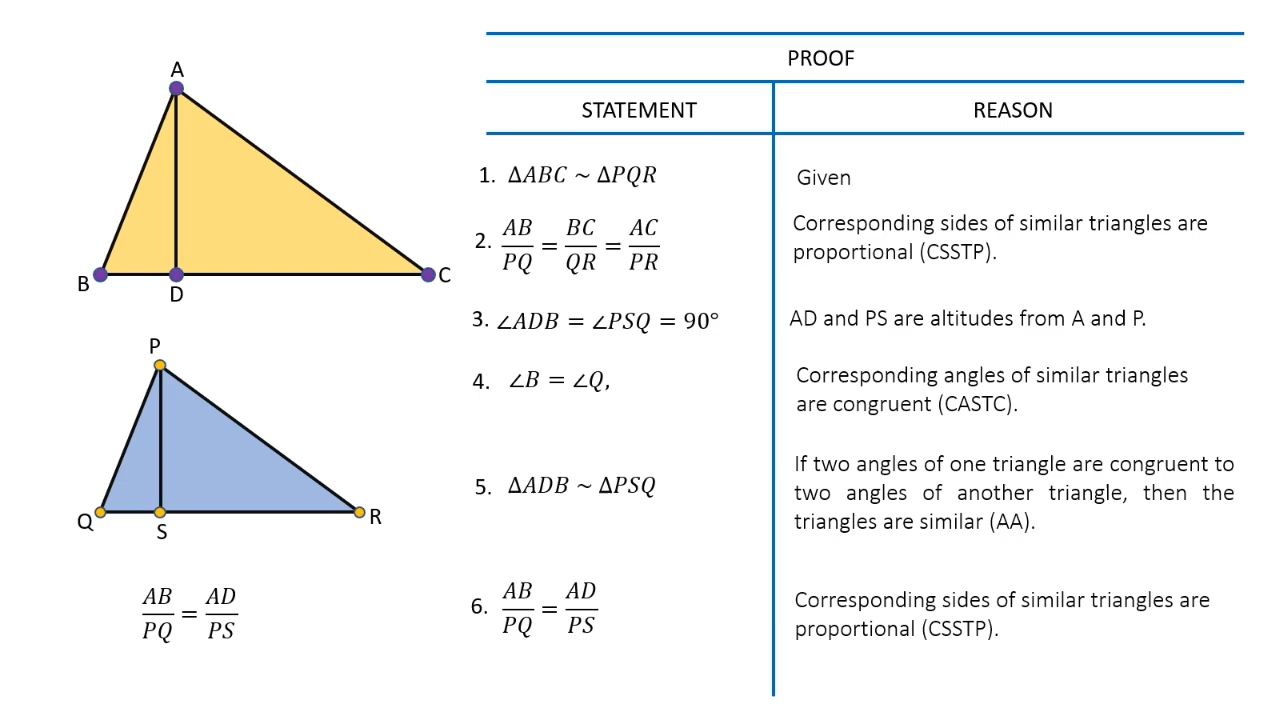 A
B
D
C
P
Q
S
R
AB/PQ = AD/PS
PROOF
STATEMENT
REASON
1. ΔABC ~ ΔPQR
Given
2. AB/PQ = BC/QR = AC/PR
Corresponding sides of similar triangles are
proportional (CSSTP).
3. ∠ADB = ∠PSQ = 90°
AD and PS are altitudes from A and P.
4. ∠B = ∠Q,
Corresponding angles of similar triangles
are congruent (CASTC).
5. ΔADB ~ ΔPSQ
If two angles of one triangle are congruent to
two angles of another triangle, then the
triangles are similar (AA).
6. AB/PQ = AD/PS
Corresponding sides of similar triangles are
proportional (CSSTP).